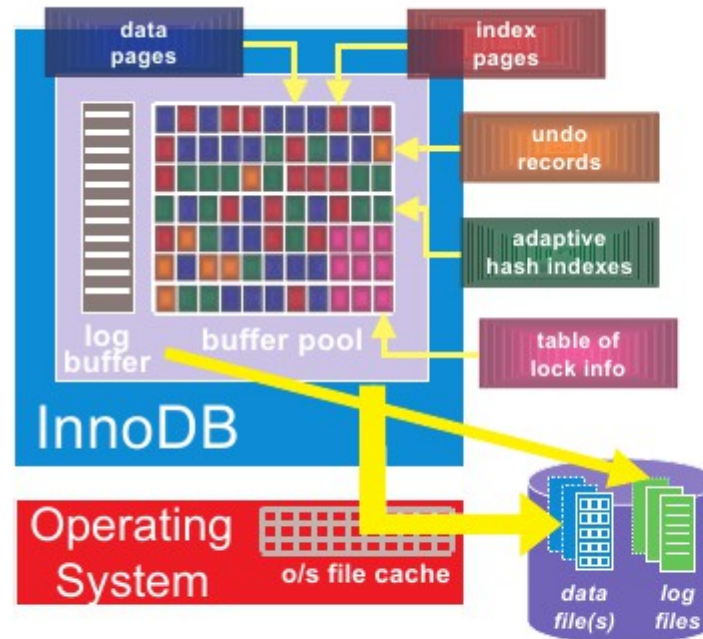 data
pages
index
pages
undo
records
adaptive
hash indexes
table of
lock info
log
buffer
buffer pool
InnoDB
Operating
System
o/s file cache
data
file(s)
log
files